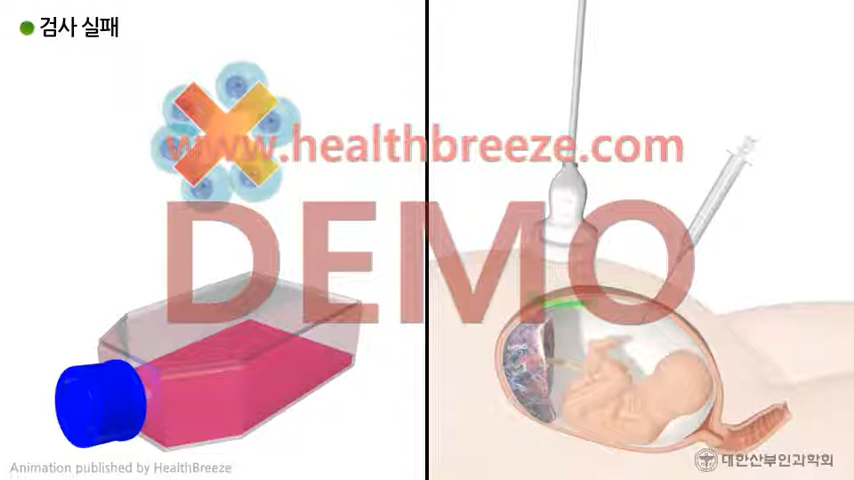 검사 실패
www.healthbreeze.com
DEMO
Animation published by HealthBreeze
대한산부인과학회